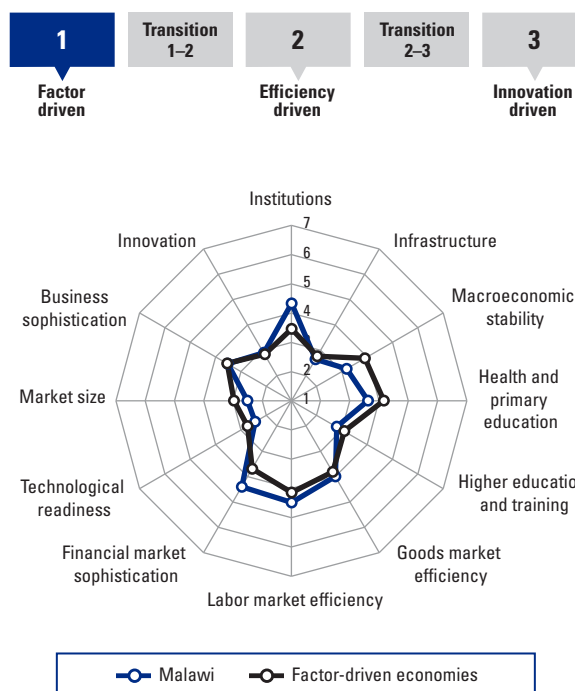 1
Transition
1–2
2
Transition
2–3
3
Factor
driven
Efficiency
driven
Innovation
driven
Institutions
7
6
5
4
3
2
1
Infrastructure
Macroeconomic
stability
Health and
primary
education
Higher educatio
and training
Goods market
efficiency
Labor market efficiency
Financial market
sophistication
Technological
readiness
Market size
Business
sophistication
Innovation
Malawi
Factor-driven economies